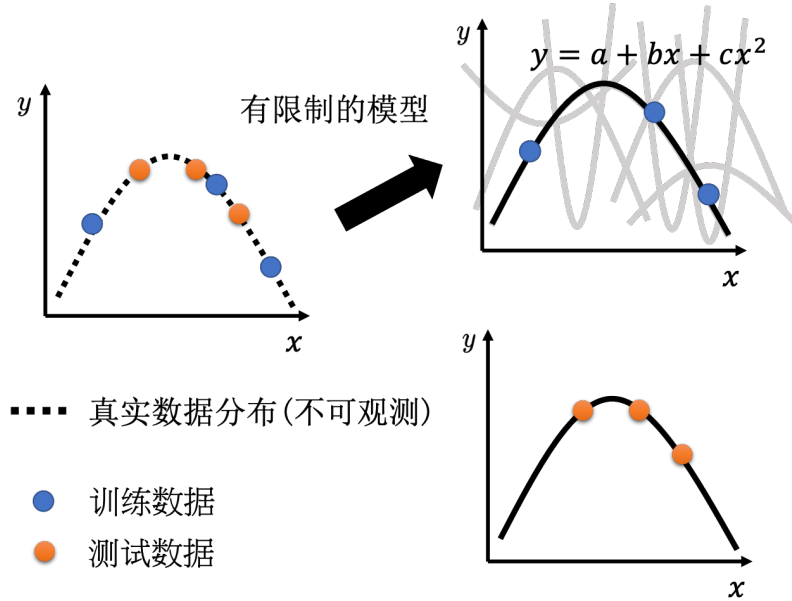 y
y = a + bx + cx²
有限制的模型
y
x
x
y
真实数据分布(不可观测)
训练数据
测试数据
x